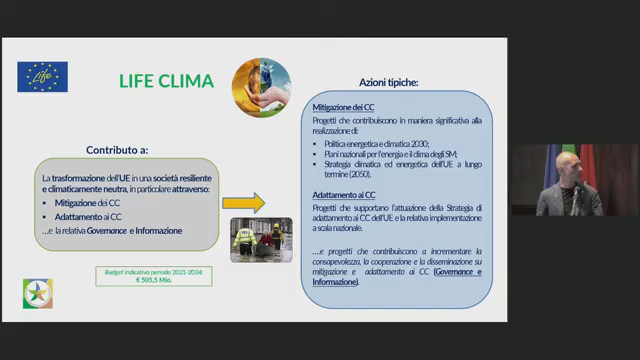 Life
LIFE CLIMA
Contributo a:
La trasformazione dell'UE in una società resiliente
e climaticamente neutra, in particolare attraverso:
• Mitigazione dei CC
• Adattamento ai CC
…e la relativa Governance e Informazione
Budget indicativo periodo 2021-2024:
€ 505,5 Mio.
Azioni tipiche:
Mitigazione dei CC
Progetti che contribuiscono in maniera significativa alla
realizzazione di:
• Politica energetica e climatica 2030;
• Piani nazionali per l'energia e il clima degli SM;
• Strategia climatica ed energetica dell'UE a lungo
termine (2050).
Adattamento ai CC
Progetti che supportano l'attuazione della Strategia di
adattamento ai CC dell'UE e la relativa implementazione
a scala nazionale.
….e progetti che contribuiscono a incrementare la
consapevolezza, la cooperazione e la disseminazione su
mitigazione e adattamento ai CC (Governance e
Informazione).